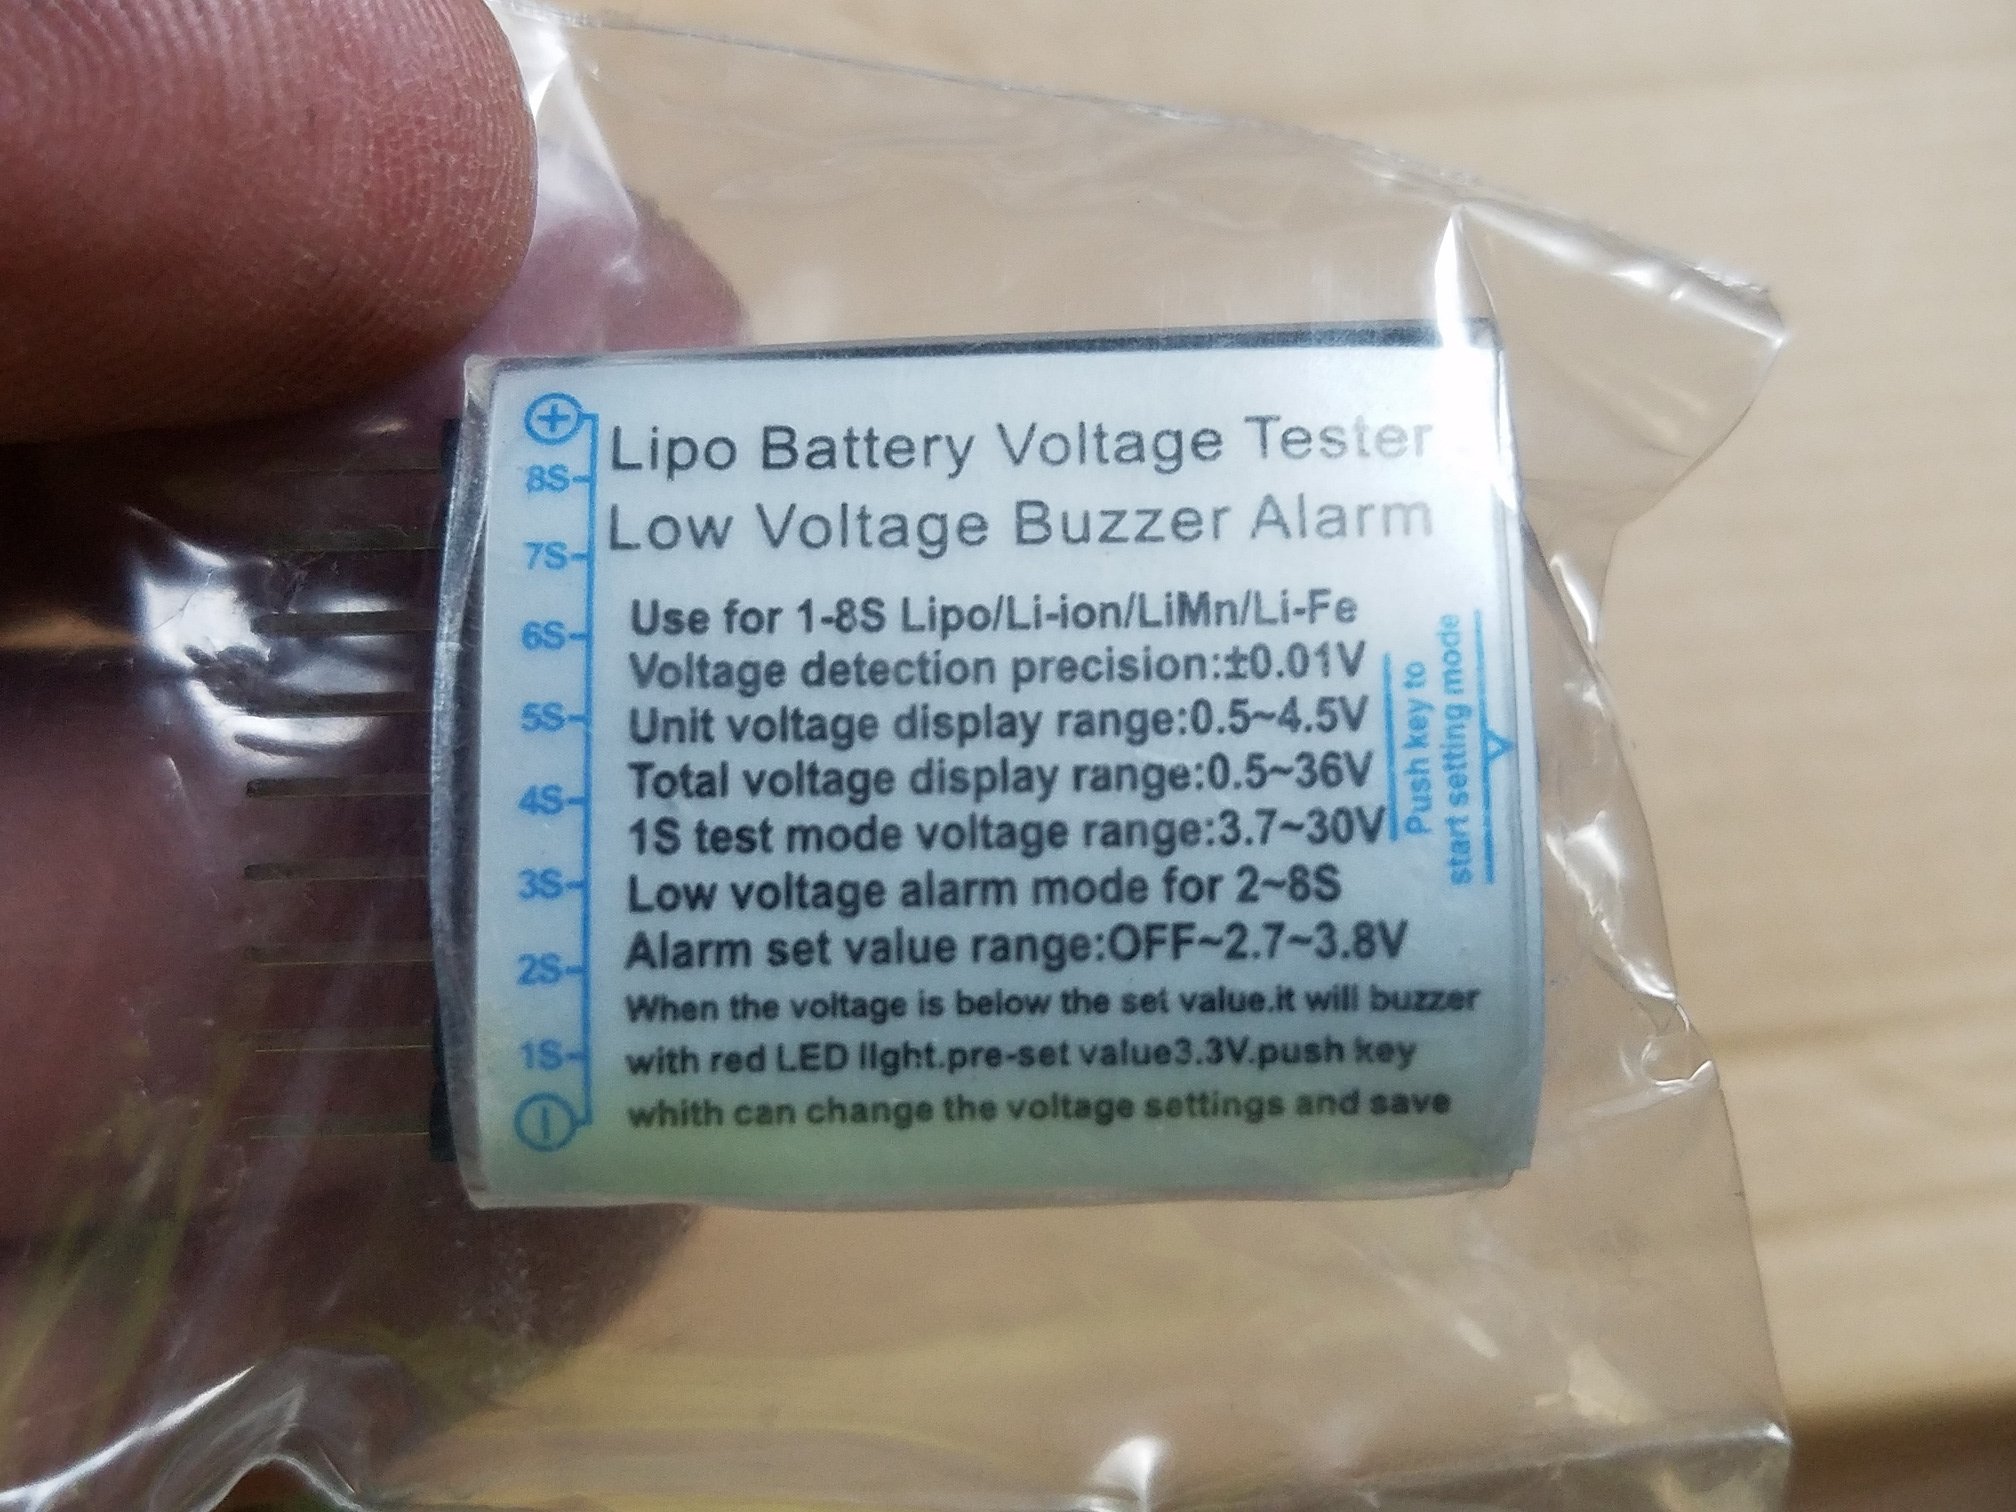 Lipo Battery Voltage Tester
Low Voltage Buzzer Alarm
Use for 1-8S Lipo/Li-ion/LiMn/Li-Fe
Voltage detection precision:±0.01V
Unit voltage display range:0.5~4.5V
Total voltage display range:0.5~36V
1S test mode voltage range:3.7~30V
Low voltage alarm mode for 2~8S
Alarm set value range:OFF~2.7~3.8V
When the voltage is below the set value.it will buzzer
with red LED light.pre-set value3.3V.push key
whith can change the voltage settings and save
+
8S
7S
6S
5S
4S
3S
2S
1S
−
Push key to
start setting mode